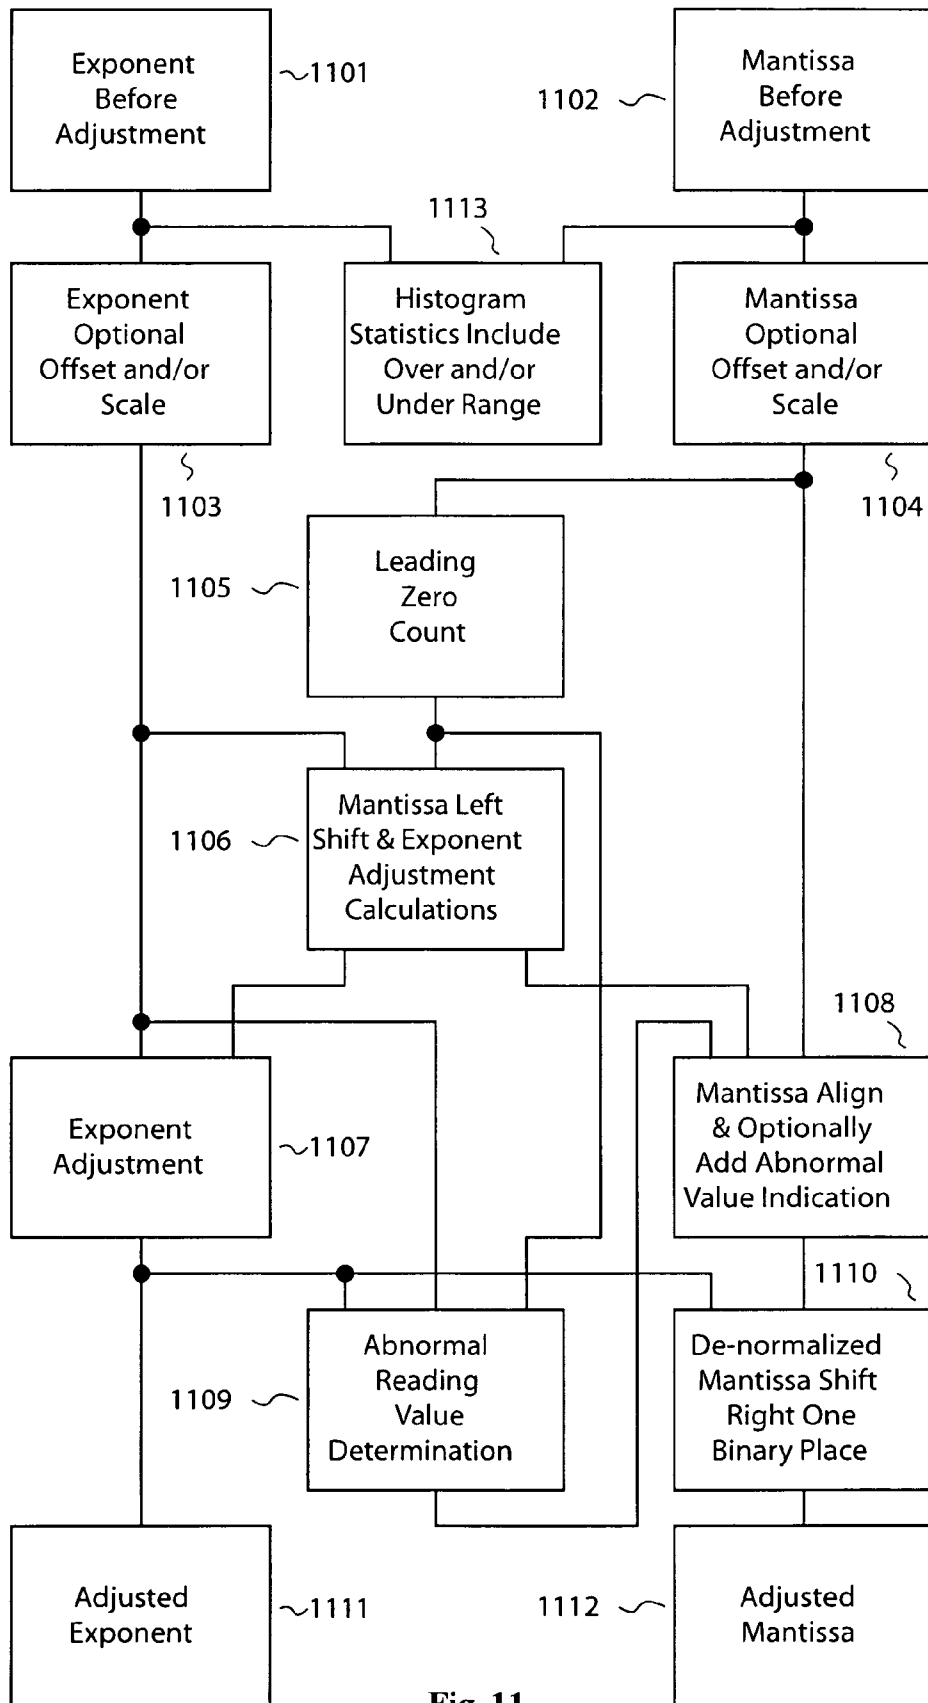 Exponent
Before
Adjustment
1101
1102
Mantissa
Before
Adjustment
1113
Exponent
Optional
Offset and/or
Scale
Histogram
Statistics Include
Over and/or
Under Range
Mantissa
Optional
Offset and/or
Scale
1103
1104
1105
Leading
Zero
Count
1106
Mantissa Left
Shift & Exponent
Adjustment
Calculations
1108
Exponent
Adjustment
1107
Mantissa Align
& Optionally
Add Abnormal
Value Indication
1110
1109
Abnormal
Reading
Value
Determination
De-normalized
Mantissa Shift
Right One
Binary Place
Adjusted
Exponent
1111
1112
Adjusted
Mantissa
Fig. 11